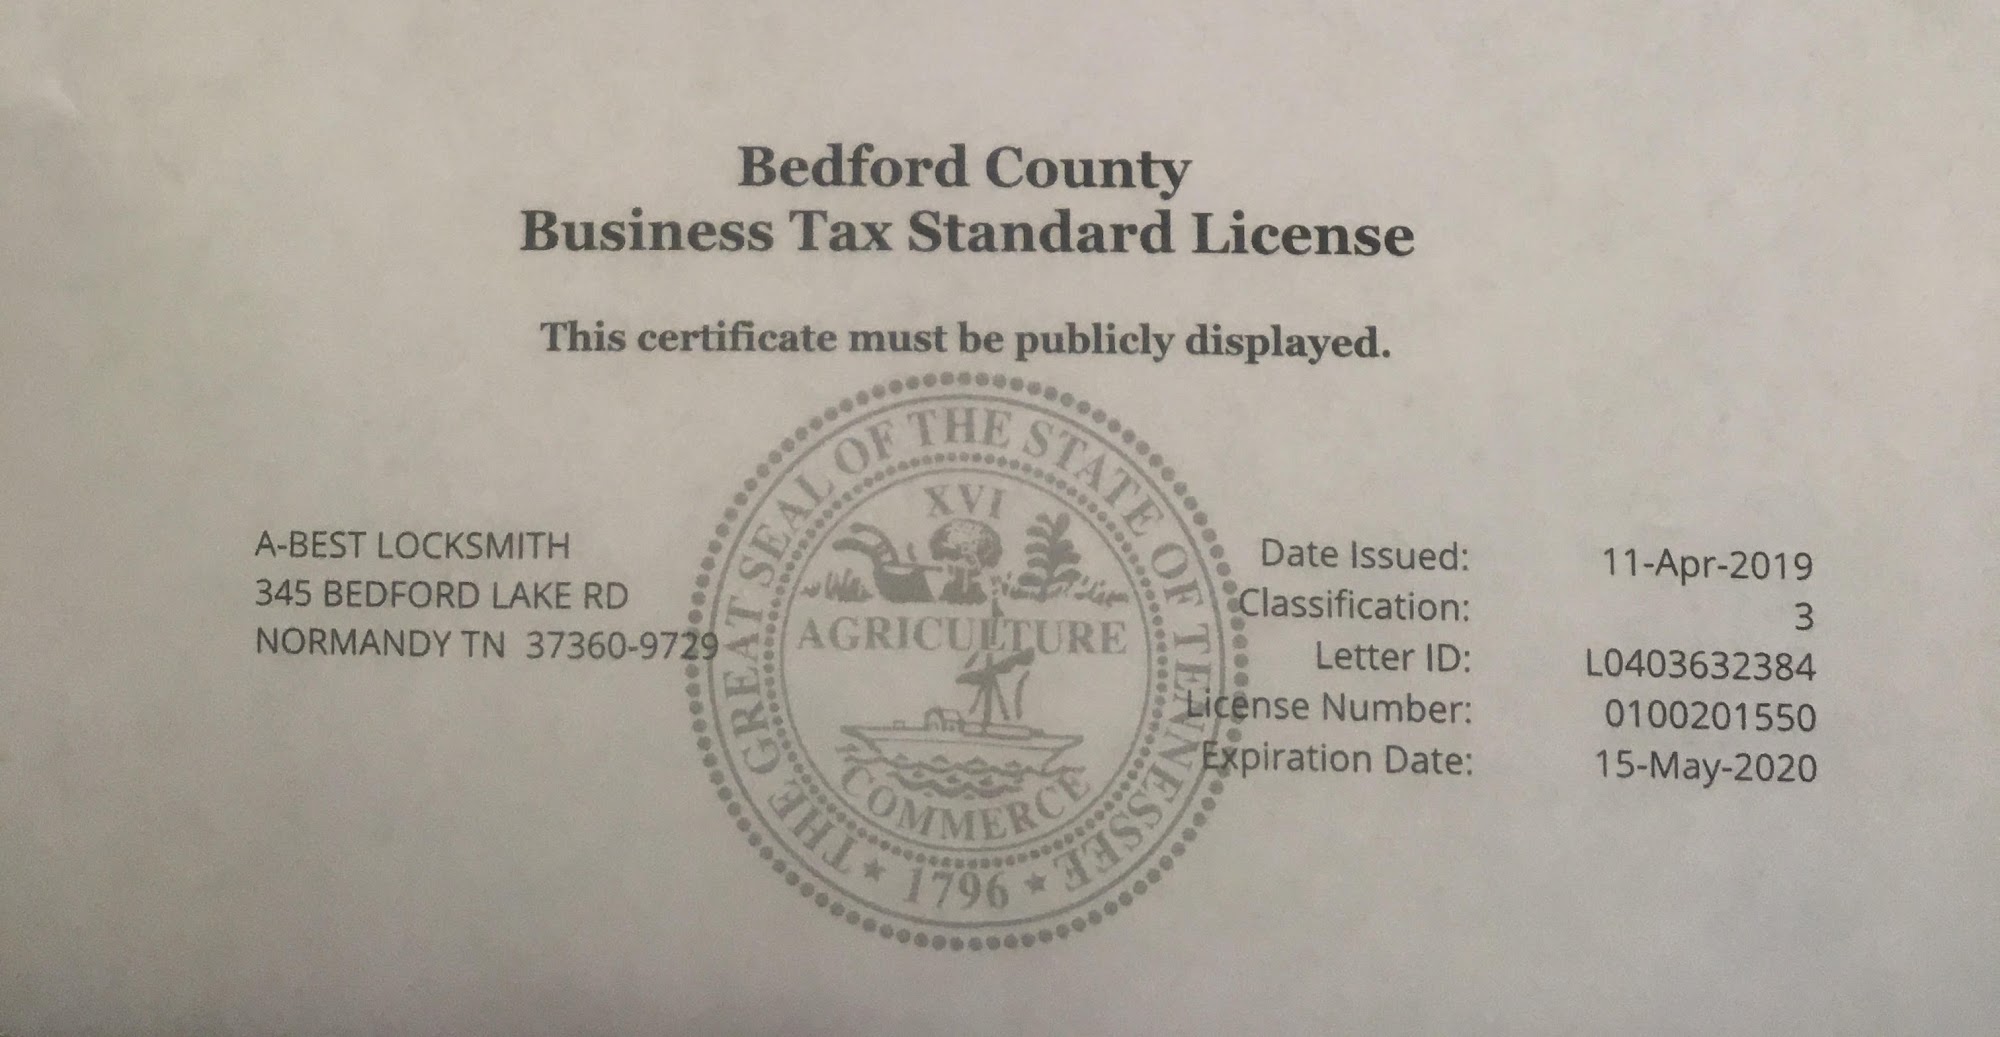 Bedford County
Business Tax Standard License
This certificate must be publicly displayed.
THE GREAT SEAL OF THE STATE OF TENNESSEE
XVI
AGRICULTURE
COMMERCE
★ 1796 ★
A-BEST LOCKSMITH
345 BEDFORD LAKE RD
NORMANDY TN 37360-9729
Date Issued: 11-Apr-2019
Classification: 3
Letter ID: L0403632384
License Number: 0100201550
Expiration Date: 15-May-2020